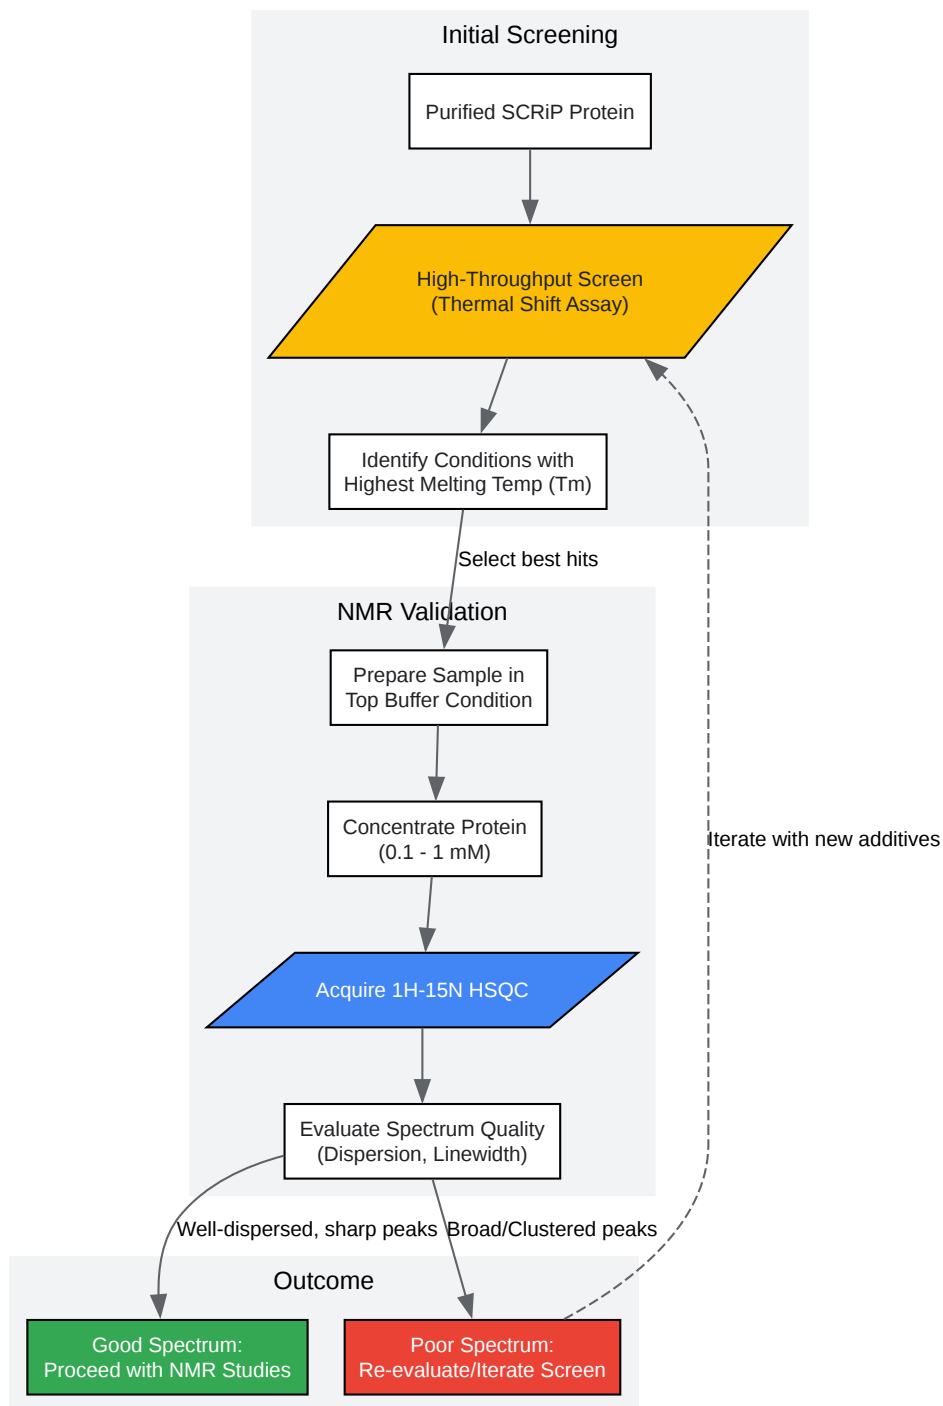 Initial Screening
Purified SCRiP Protein
High-Throughput Screen
(Thermal Shift Assay)
Identify Conditions with
Highest Melting Temp (Tm)
Select best hits
NMR Validation
Prepare Sample in
Top Buffer Condition
Concentrate Protein
(0.1 - 1 mM)
Iterate with new additives
Acquire 1H-15N HSQC
Evaluate Spectrum Quality
(Dispersion, Linewidth)
Well-dispersed, sharp peaks
Broad/Clustered peaks
Outcome
Good Spectrum:
Proceed with NMR Studies
Poor Spectrum:
Re-evaluate/Iterate Screen